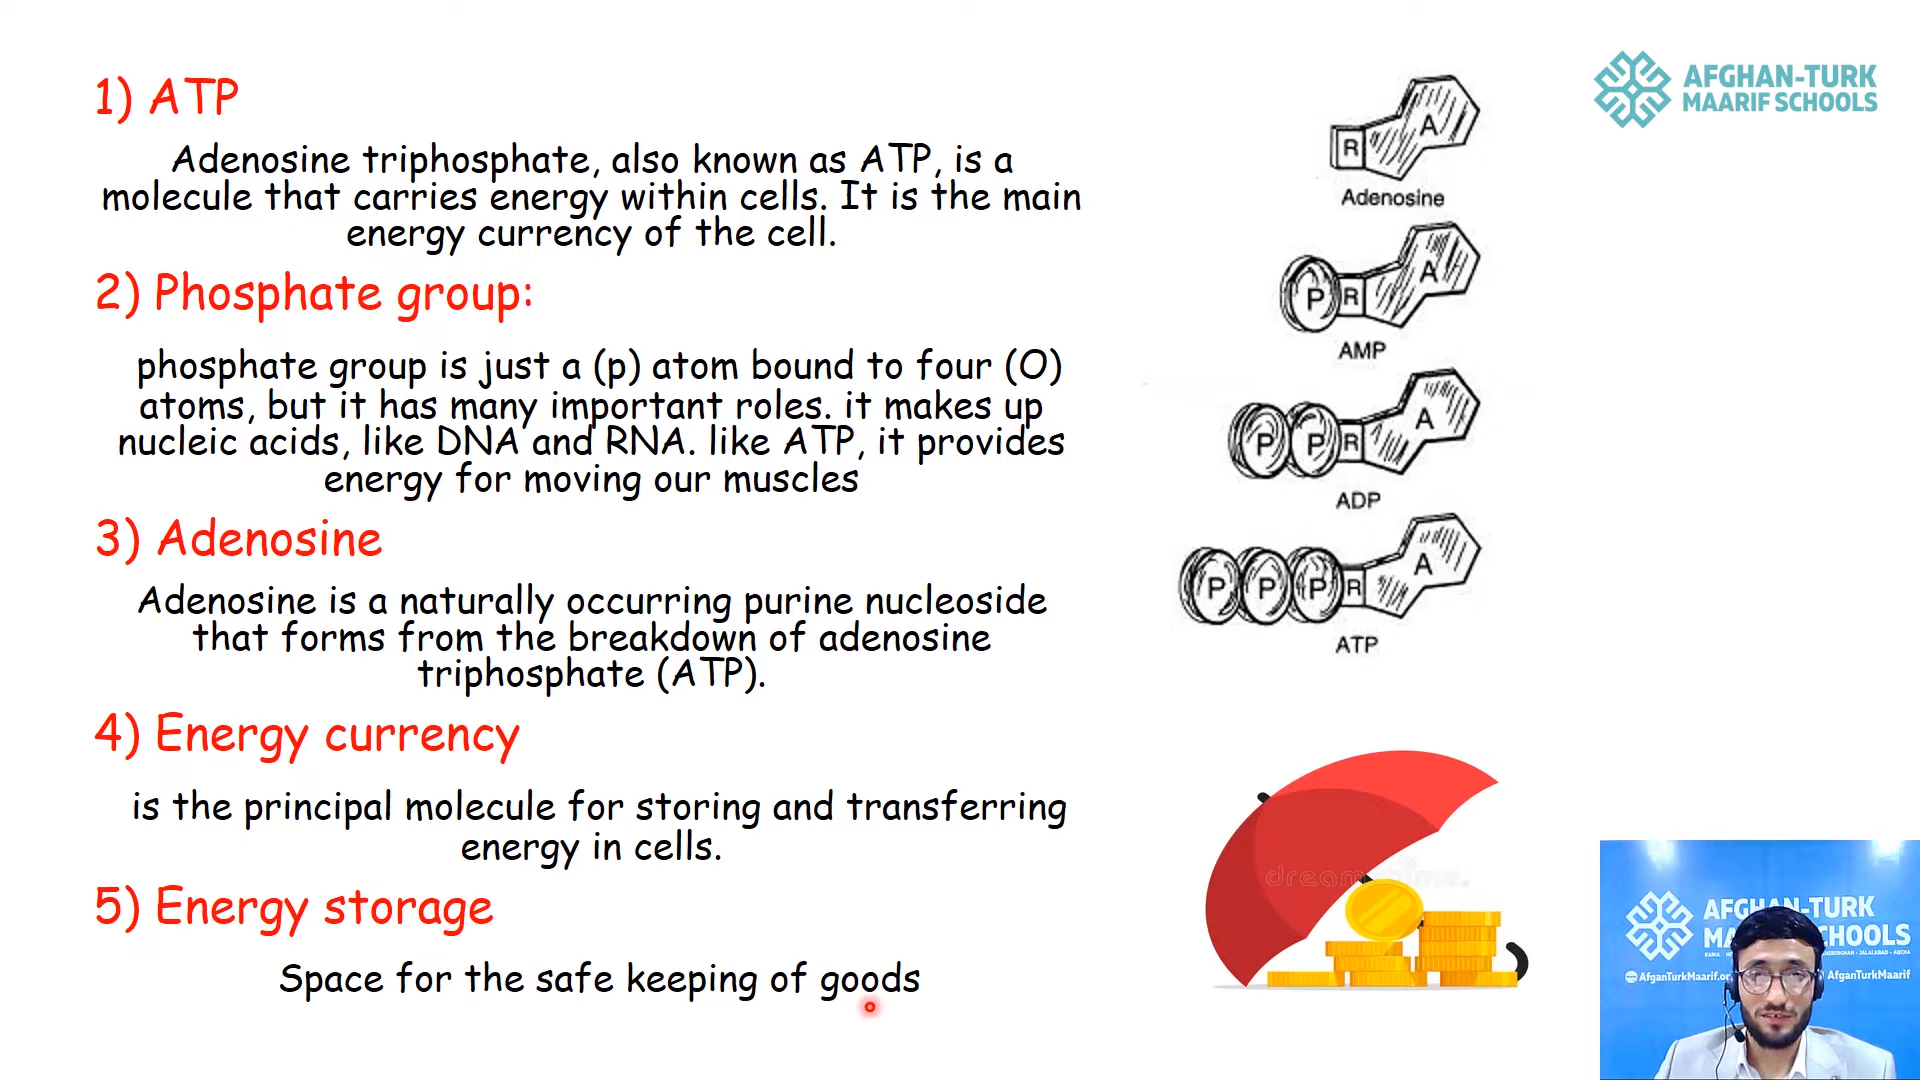 1) ATP
Adenosine triphosphate, also known as ATP, is a
molecule that carries energy within cells. It is the main
energy currency of the cell.
2) Phosphate group:
phosphate group is just a (p) atom bound to four (O)
atoms, but it has many important roles. it makes up
nucleic acids, like DNA and RNA. like ATP, it provides
energy for moving our muscles
3) Adenosine
Adenosine is a naturally occurring purine nucleoside
that forms from the breakdown of adenosine
triphosphate (ATP).
4) Energy currency
is the principal molecule for storing and transferring
energy in cells.
5) Energy storage
Space for the safe keeping of goods
R A
Adenosine
P R A
AMP
P P R A
ADP
P P P R A
ATP
AFGHAN-TURK
MAARIF SCHOOLS
AFGHAN-TURK
SCHOOLS
AfganTurkMaarif